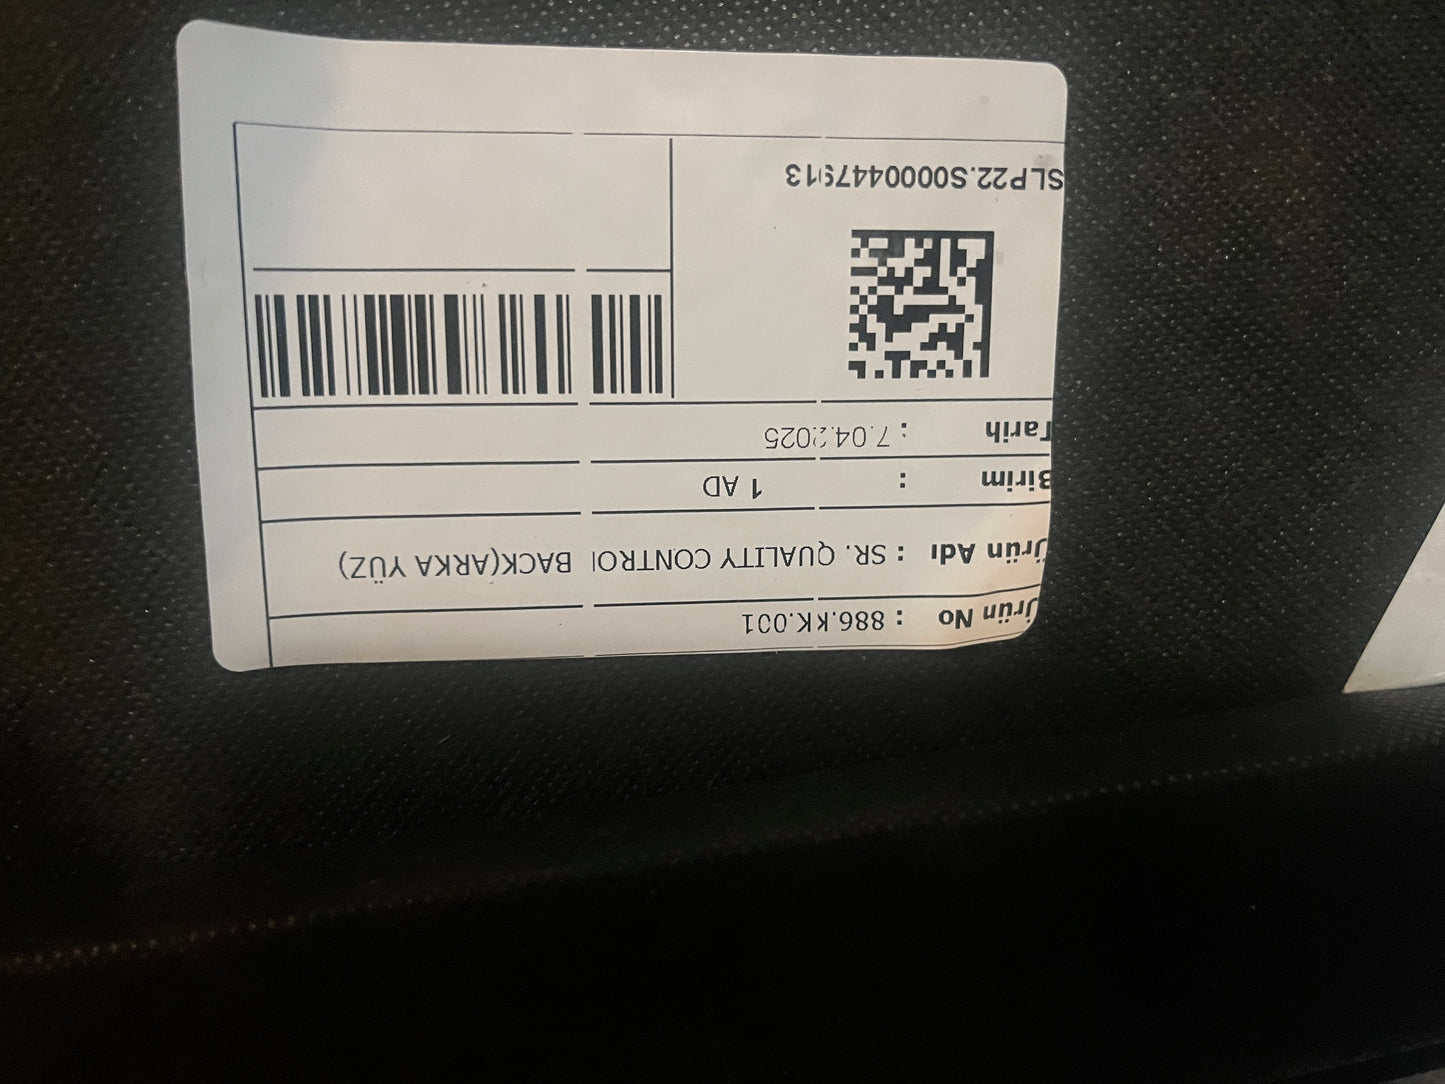 Ürün No : 886.KK.001
Ürün Adı : SR. QUALITY CONTROL BACK(ARKA YÜZ)
Birim : 1 AD
Tarih : 7.04.2025
SLP22.S0000447913